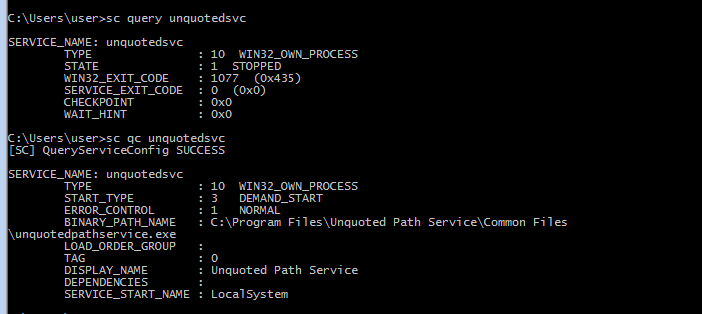 C:\Users\user>sc query unquotedsvc
SERVICE_NAME: unquotedsvc
        TYPE               : 10  WIN32_OWN_PROCESS
        STATE              : 1  STOPPED
        WIN32_EXIT_CODE    : 1077  (0x435)
        SERVICE_EXIT_CODE  : 0  (0x0)
        CHECKPOINT         : 0x0
        WAIT_HINT          : 0x0
C:\Users\user>sc qc unquotedsvc
[SC] QueryServiceConfig SUCCESS
SERVICE_NAME: unquotedsvc
        TYPE               : 10  WIN32_OWN_PROCESS
        START_TYPE         : 3   DEMAND_START
        ERROR_CONTROL      : 1   NORMAL
        BINARY_PATH_NAME   : C:\Program Files\Unquoted Path Service\Common Files
\unquotedpathservice.exe
        LOAD_ORDER_GROUP   :
        TAG                : 0
        DISPLAY_NAME       : Unquoted Path Service
        DEPENDENCIES       :
        SERVICE_START_NAME : LocalSystem